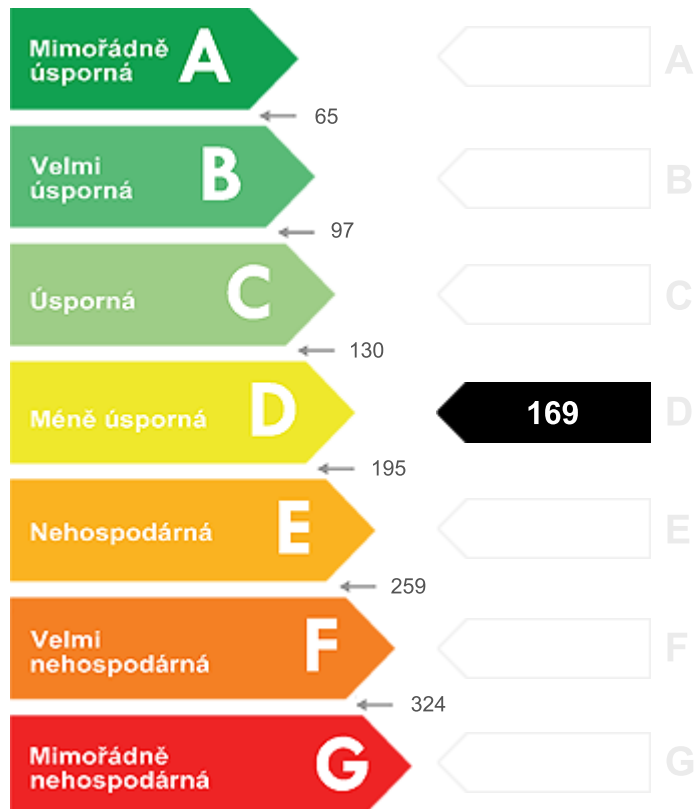 Mimořádně
úsporná A
A
65
Velmi
úsporná B
B
97
Úsporná C
C
130
Méně úsporná D
169 D
195
Nehospodárná E
E
259
Velmi
nehospodárná F
F
324
Mimořádně
nehospodárná G
G